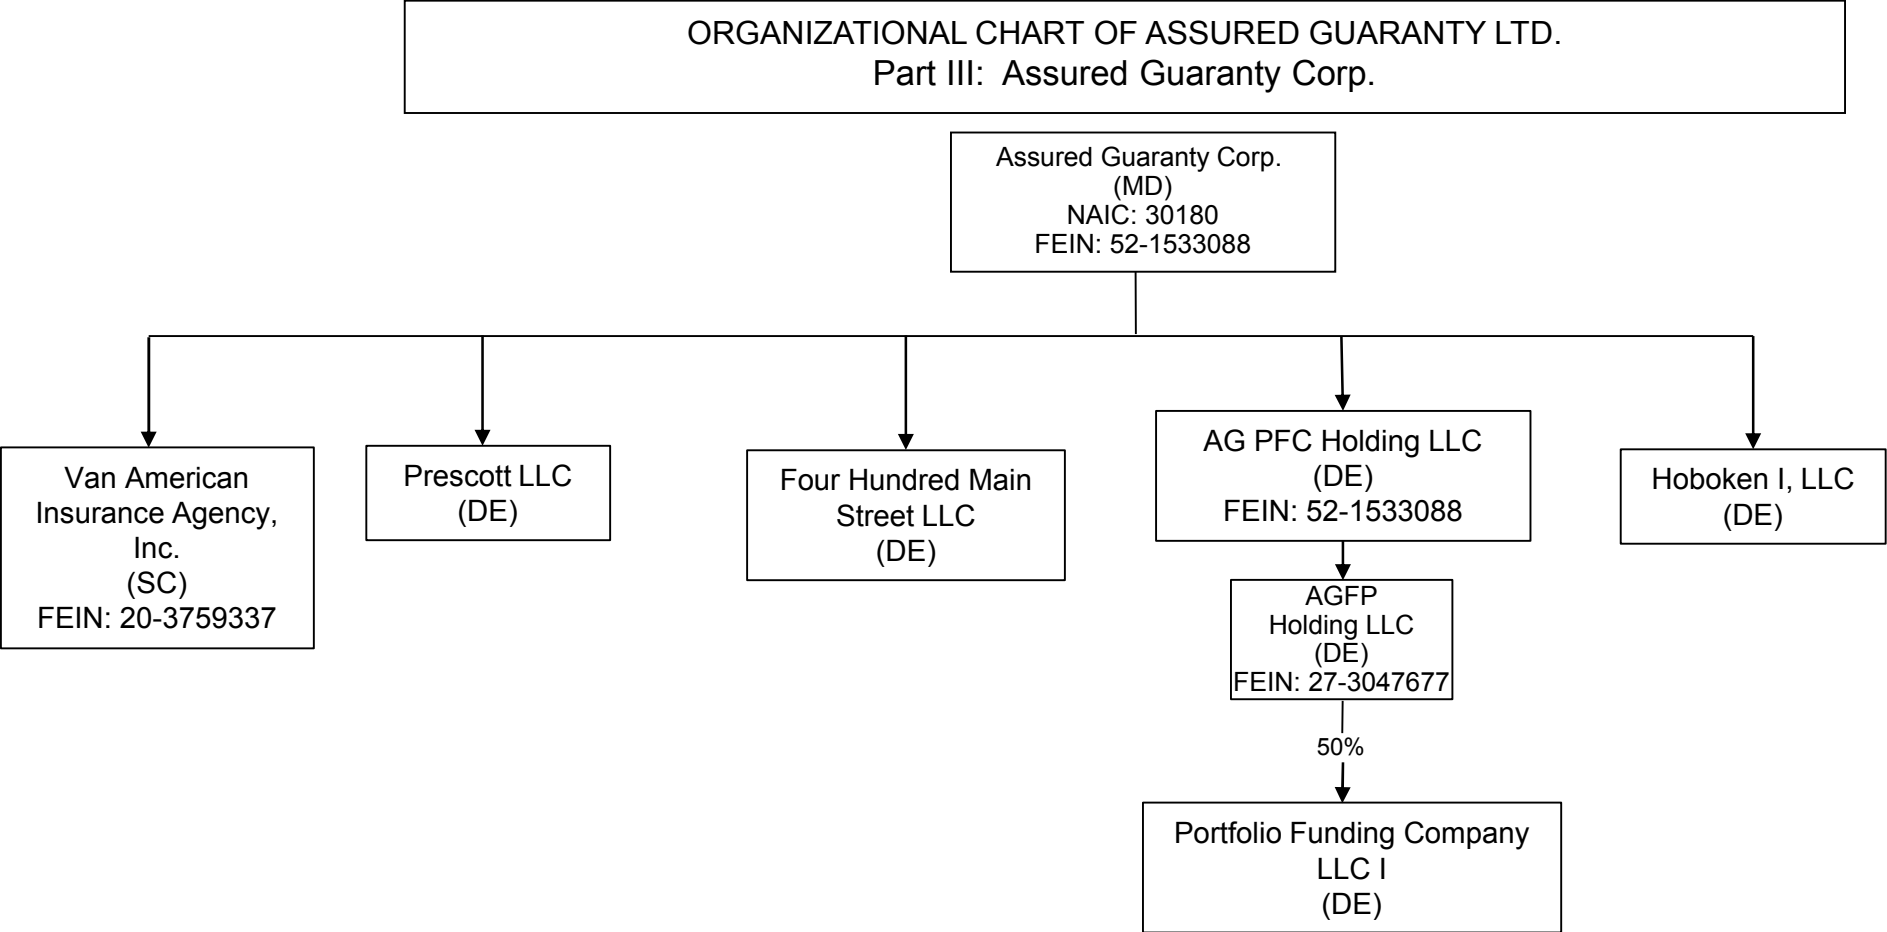 ORGANIZATIONAL CHART OF ASSURED GUARANTY LTD.
Part III:  Assured Guaranty Corp.
Assured Guaranty Corp.
(MD)
NAIC: 30180
FEIN: 52-1533088
Van American
Insurance Agency,
Inc.
(SC)
FEIN: 20-3759337
Prescott LLC
(DE)
Four Hundred Main
Street LLC
(DE)
AG PFC Holding LLC
(DE)
FEIN: 52-1533088
Hoboken I, LLC
(DE)
AGFP
Holding LLC
(DE)
FEIN: 27-3047677
50%
Portfolio Funding Company
LLC I
(DE)